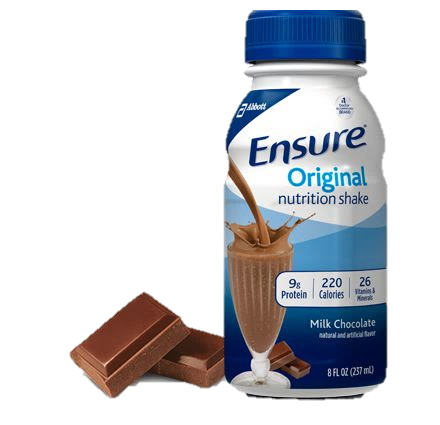 Abbott
#1
Ensure
Original
nutrition shake
9g
Protein
220
Calories
26
Vitamins &
Minerals
Milk Chocolate
natural and artificial flavor
8 FL OZ (237 mL)